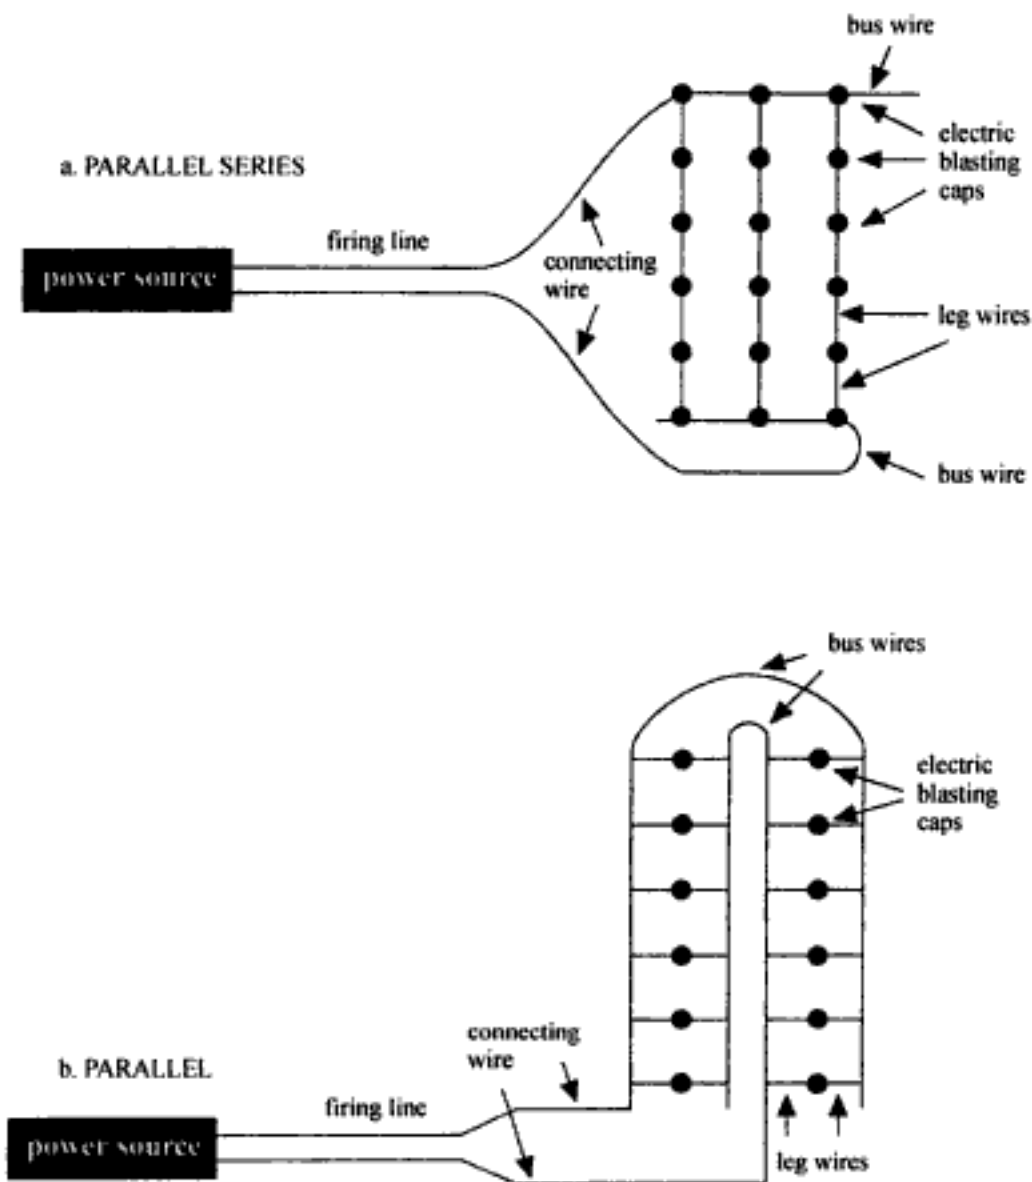 bus wire
electric
blasting
caps
a. PARALLEL SERIES
firing line
connecting
wire
power source
leg wires
bus wire
bus wires
electric
blasting
caps
connecting
wire
b. PARALLEL
firing line
power source
leg wires